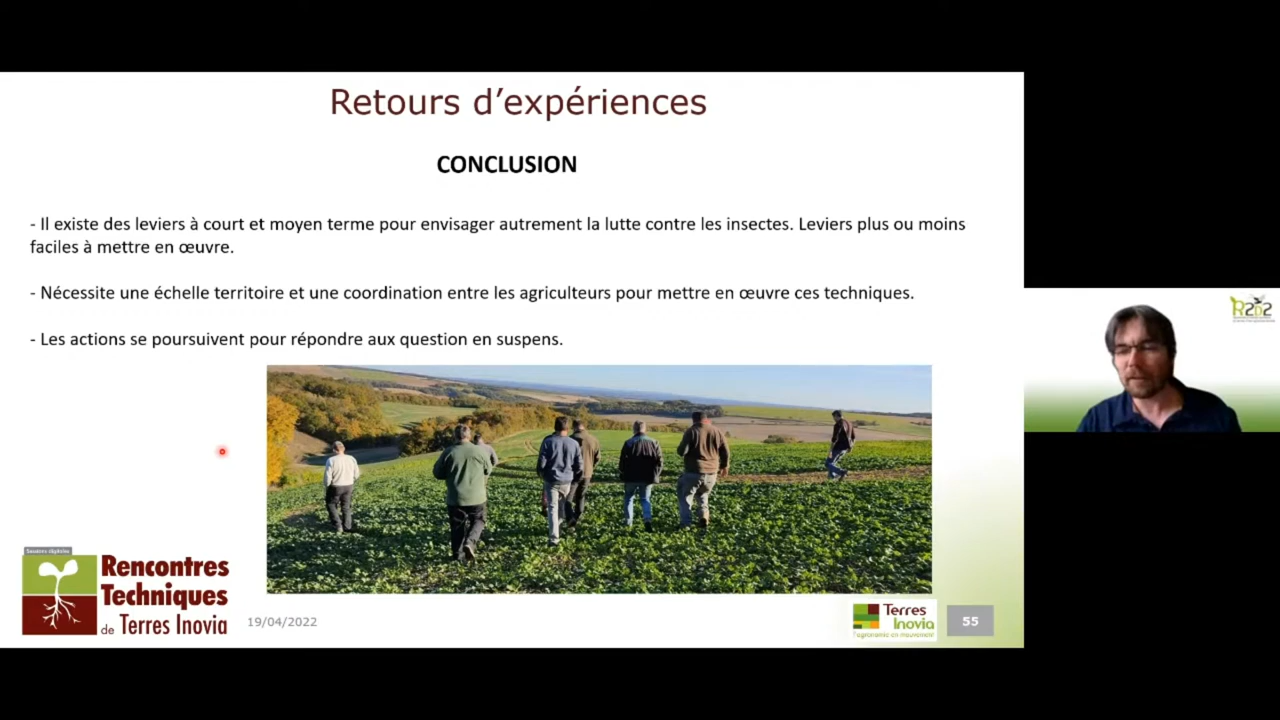 Retours d’expériences
CONCLUSION
- Il existe des leviers à court et moyen terme pour envisager autrement la lutte contre les insectes. Leviers plus ou moins
faciles à mettre en œuvre.
- Nécessite une échelle territoire et une coordination entre les agriculteurs pour mettre en œuvre ces techniques.
- Les actions se poursuivent pour répondre aux question en suspens.
R2D2
Sessions digitales
Rencontres
Techniques
de Terres Inovia
19/04/2022
Terres
Inovia
l'agronomie en mouvement
55